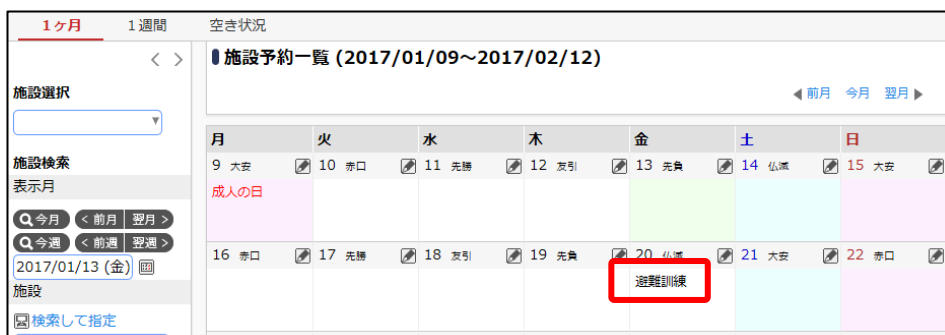 1ヶ月 1週間 空き状況
< >
施設予約一覧 (2017/01/09～2017/02/12)
施設選択
前月 今月 翌月
月 火 水 木 金 土 日
施設検索
9 大安 10 赤口 11 先勝 12 友引 13 先負 14 仏滅 15 大安
表示月
成人の日
今月 < 前月 翌月 >
今週 < 前週 翌週 >
16 赤口 17 先勝 18 友引 19 先負 20 仏滅 21 大安 22 赤口
2017/01/13 (金)
避難訓練
施設
検索して指定